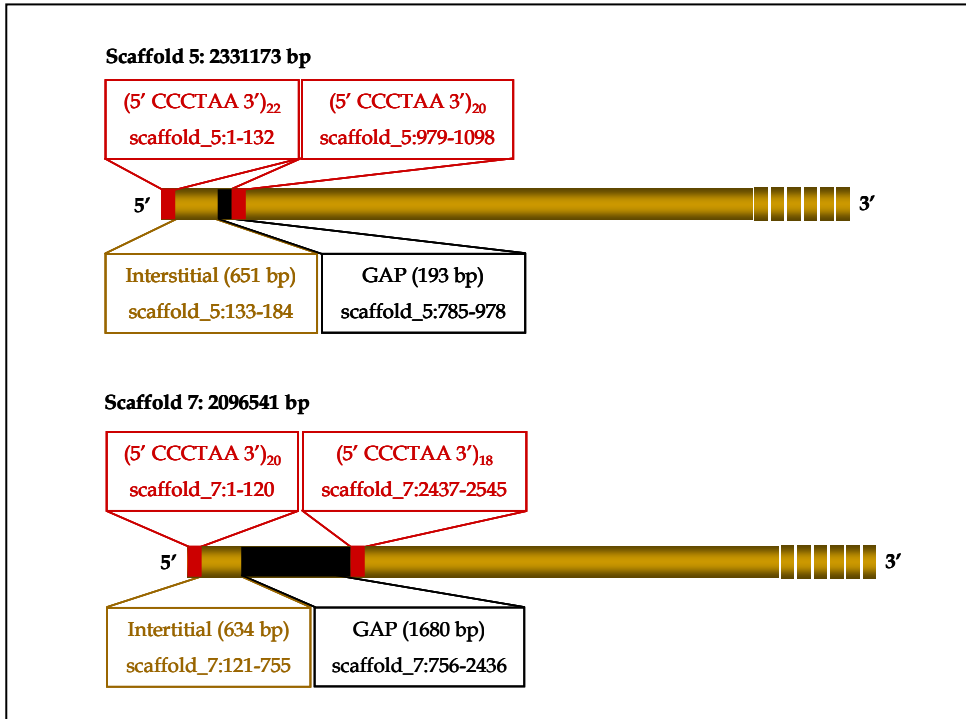 Scaffold 5: 2331173 bp
(5′ CCCTAA 3′)22
scaffold_5:1-132
(5′ CCCTAA 3′)20
scaffold_5:979-1098
5′
3′
Interstitial (651 bp)
scaffold_5:133-184
GAP (193 bp)
scaffold_5:785-978
Scaffold 7: 2096541 bp
(5′ CCCTAA 3′)20
scaffold_7:1-120
(5′ CCCTAA 3′)18
scaffold_7:2437-2545
5′
3′
Intertitial (634 bp)
scaffold_7:121-755
GAP (1680 bp)
scaffold_7:756-2436